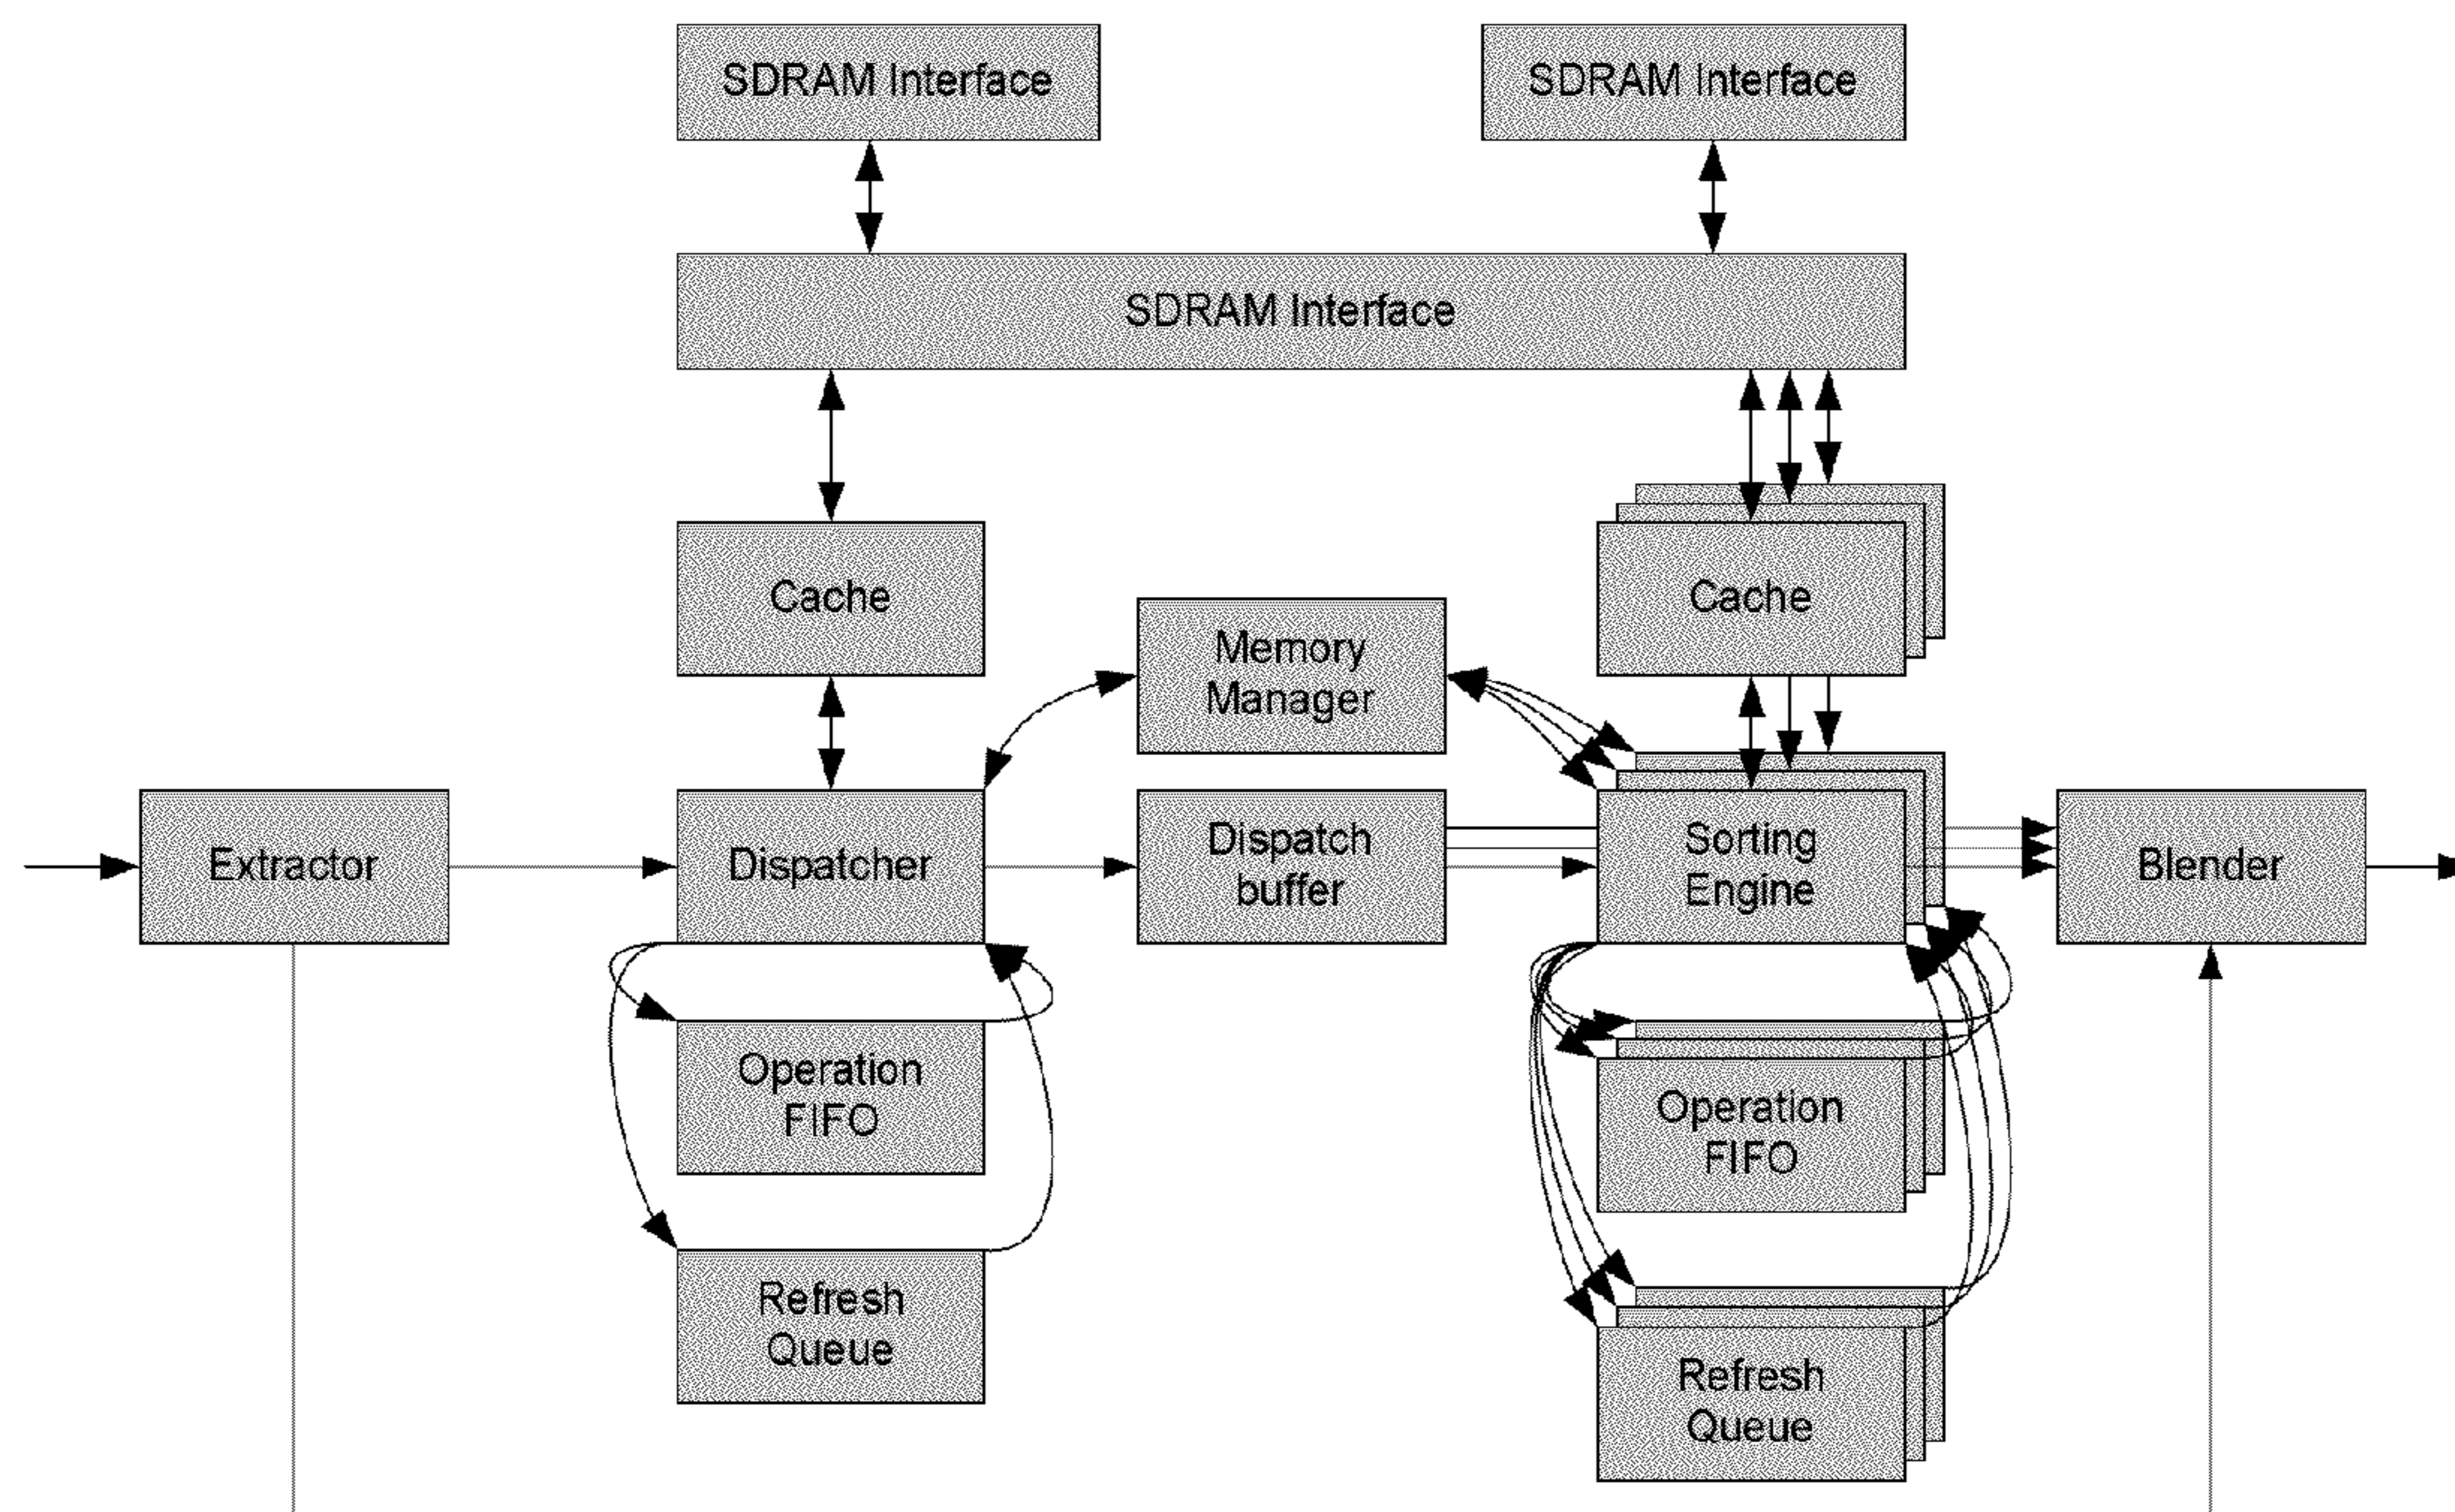 SDRAM Interface
SDRAM Interface
SDRAM Interface
Cache
Cache
Memory
Manager
Extractor
Dispatcher
Dispatch
buffer
Sorting
Engine
Blender
Operation
FIFO
Operation
FIFO
Refresh
Queue
Refresh
Queue